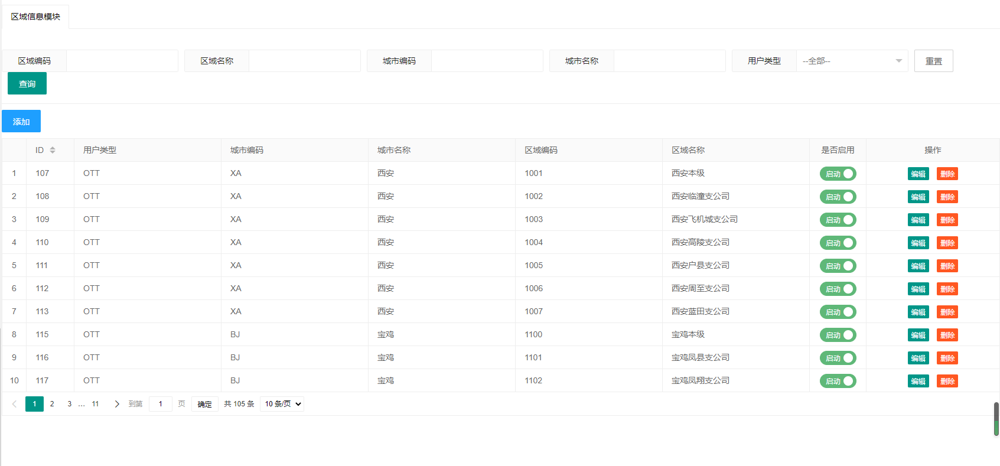 区域信息模块
区域编码 区域名称 城市编码 城市名称 用户类型 --全部-- 重置
查询
添加
ID 用户类型 城市编码 城市名称 区域编码 区域名称 是否启用 操作
1 107 OTT XA 西安 1001 西安本级 启动 编辑 删除
2 108 OTT XA 西安 1002 西安临潼支公司 启动 编辑 删除
3 109 OTT XA 西安 1003 西安飞机城支公司 启动 编辑 删除
4 110 OTT XA 西安 1004 西安高陵支公司 启动 编辑 删除
5 111 OTT XA 西安 1005 西安户县支公司 启动 编辑 删除
6 112 OTT XA 西安 1006 西安周至支公司 启动 编辑 删除
7 113 OTT XA 西安 1007 西安蓝田支公司 启动 编辑 删除
8 115 OTT BJ 宝鸡 1100 宝鸡本级 启动 编辑 删除
9 116 OTT BJ 宝鸡 1101 宝鸡凤县支公司 启动 编辑 删除
10 117 OTT BJ 宝鸡 1102 宝鸡凤翔支公司 启动 编辑 删除
1 2 3 … 11 到第 1 页 确定 共 105 条 10 条/页